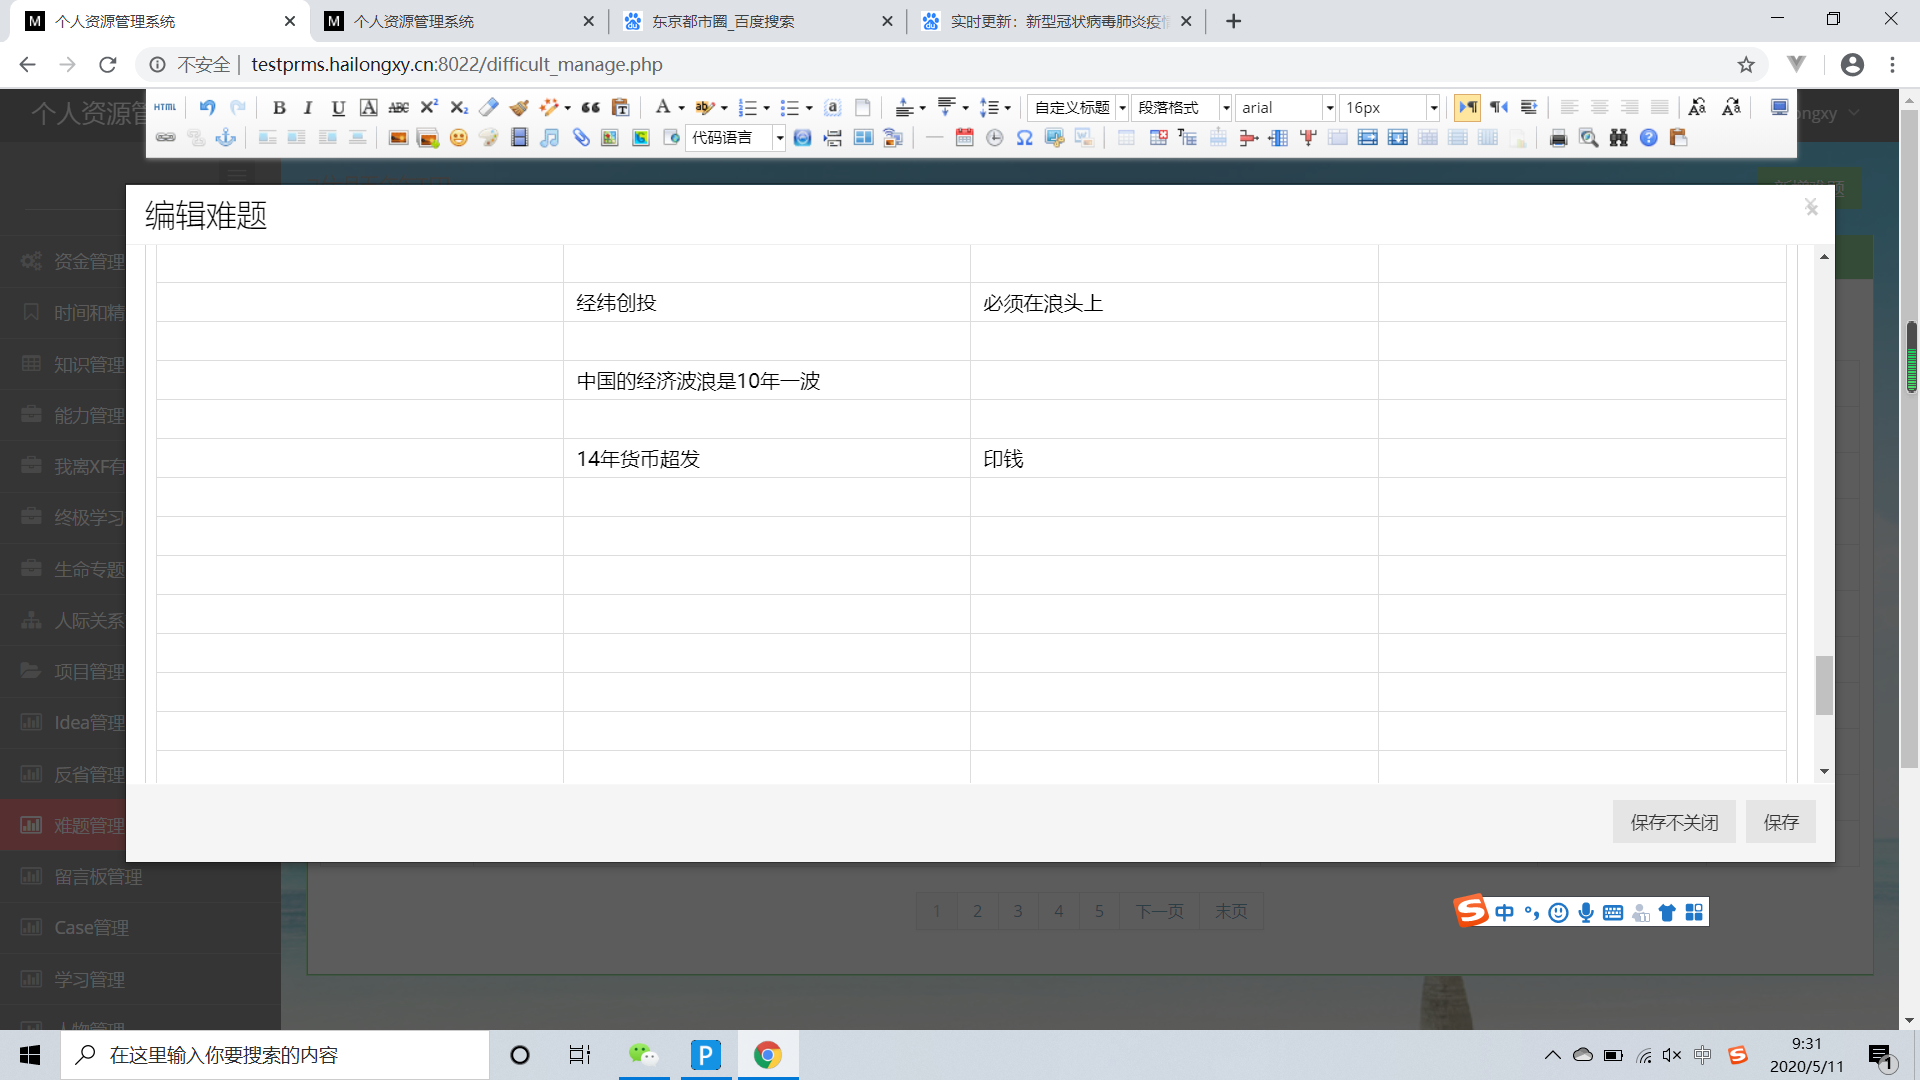 个人资源管理系统
个人资源管理系统
东京都市圈_百度搜索
实时更新：新型冠状病毒肺炎疫情
不安全 | testprms.hailongxy.cn:8022/difficult_manage.php
个人资源管
ongxy
HTML
自定义标题
段落格式
arial
16px
代码语言
编辑难题
资金管理
时间和精
知识管理
能力管理
我离XF有
终极学习
生命专题
人际关系
项目管理
Idea管理
反省管理
难题管理
留言板管理
Case管理
学习管理
人物管理
经纬创投
必须在浪头上
中国的经济波浪是10年一波
14年货币超发
印钱
保存不关闭
保存
1 2 3 4 5 下一页 末页
中
在这里输入你要搜索的内容
中
9:31
2020/5/11
1